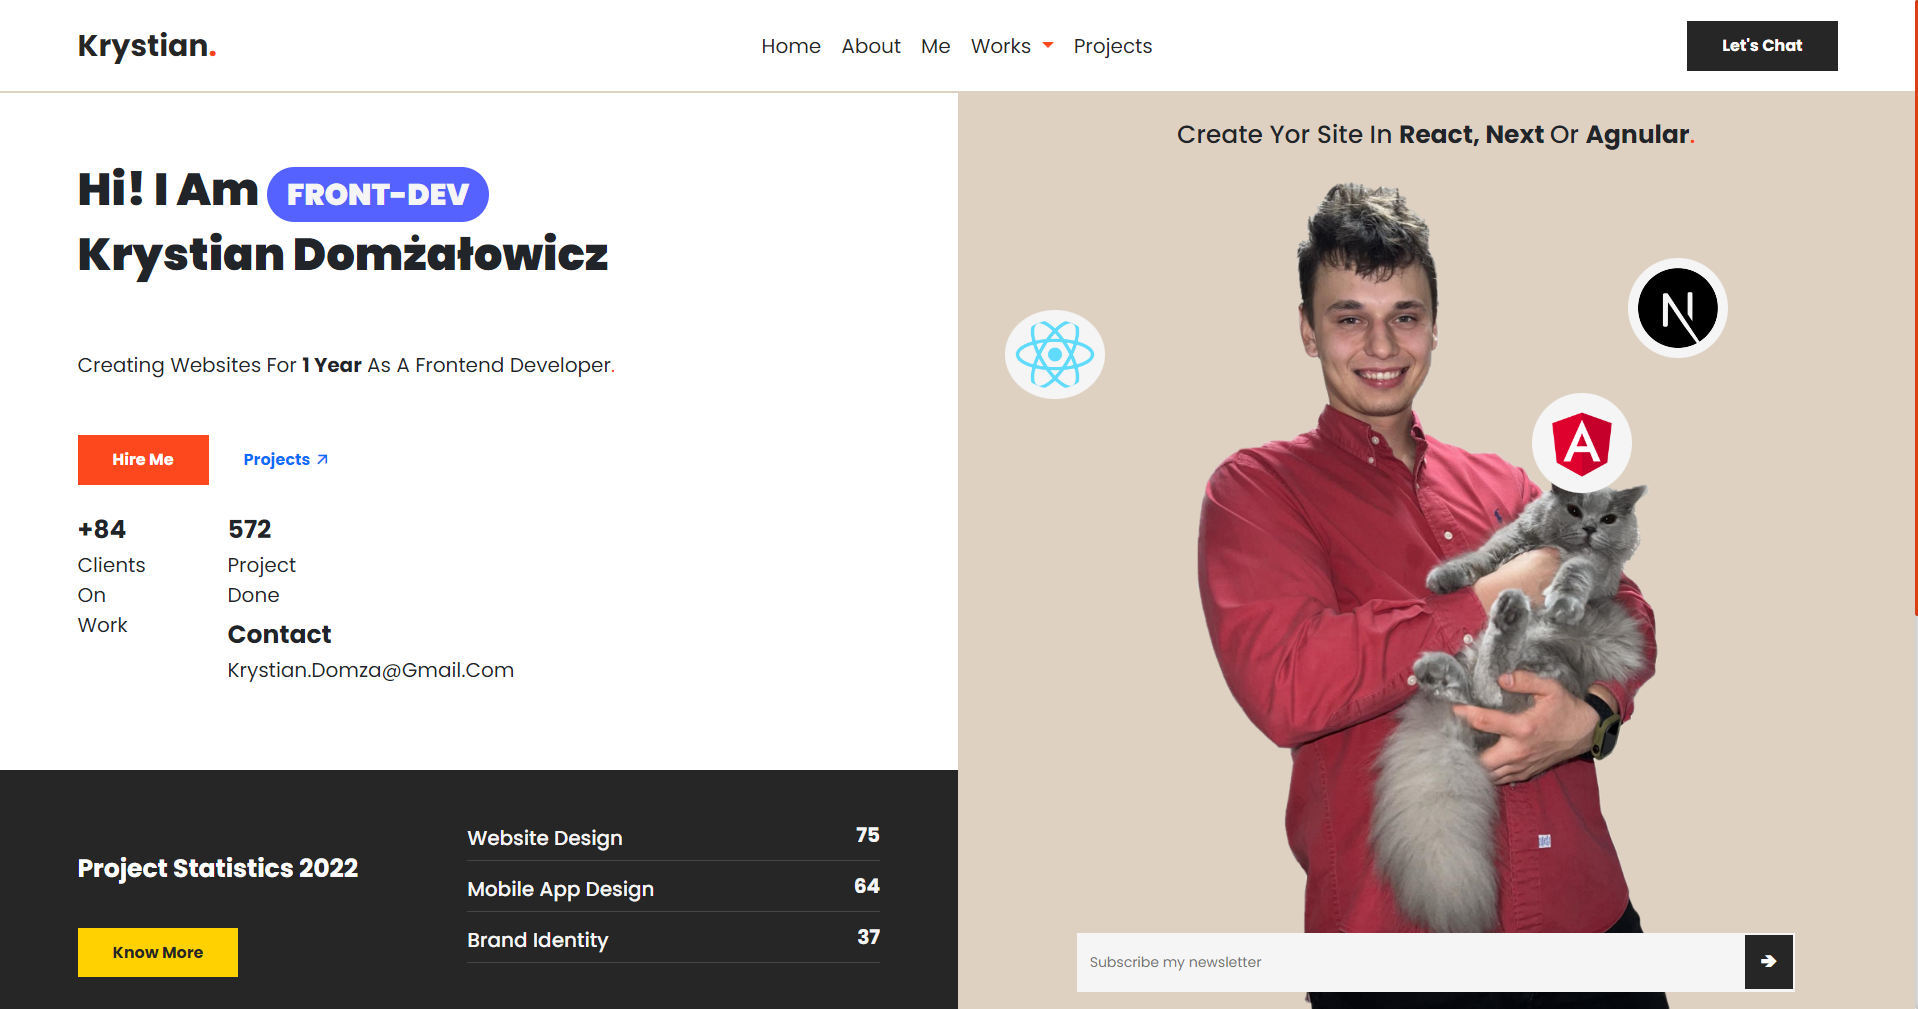 Krystian.
Home About Me Works Projects
Let's Chat
Hi! I Am FRONT-DEV
Krystian Domżałowicz
Creating Websites For 1 Year As A Frontend Developer.
Hire Me
Projects
+84
Clients
On
Work
572
Project
Done
Contact
Krystian.Domza@Gmail.Com
Project Statistics 2022
Know More
Website Design 75
Mobile App Design 64
Brand Identity 37
Create Yor Site In React, Next Or Agnular.
N
A
Subscribe my newsletter